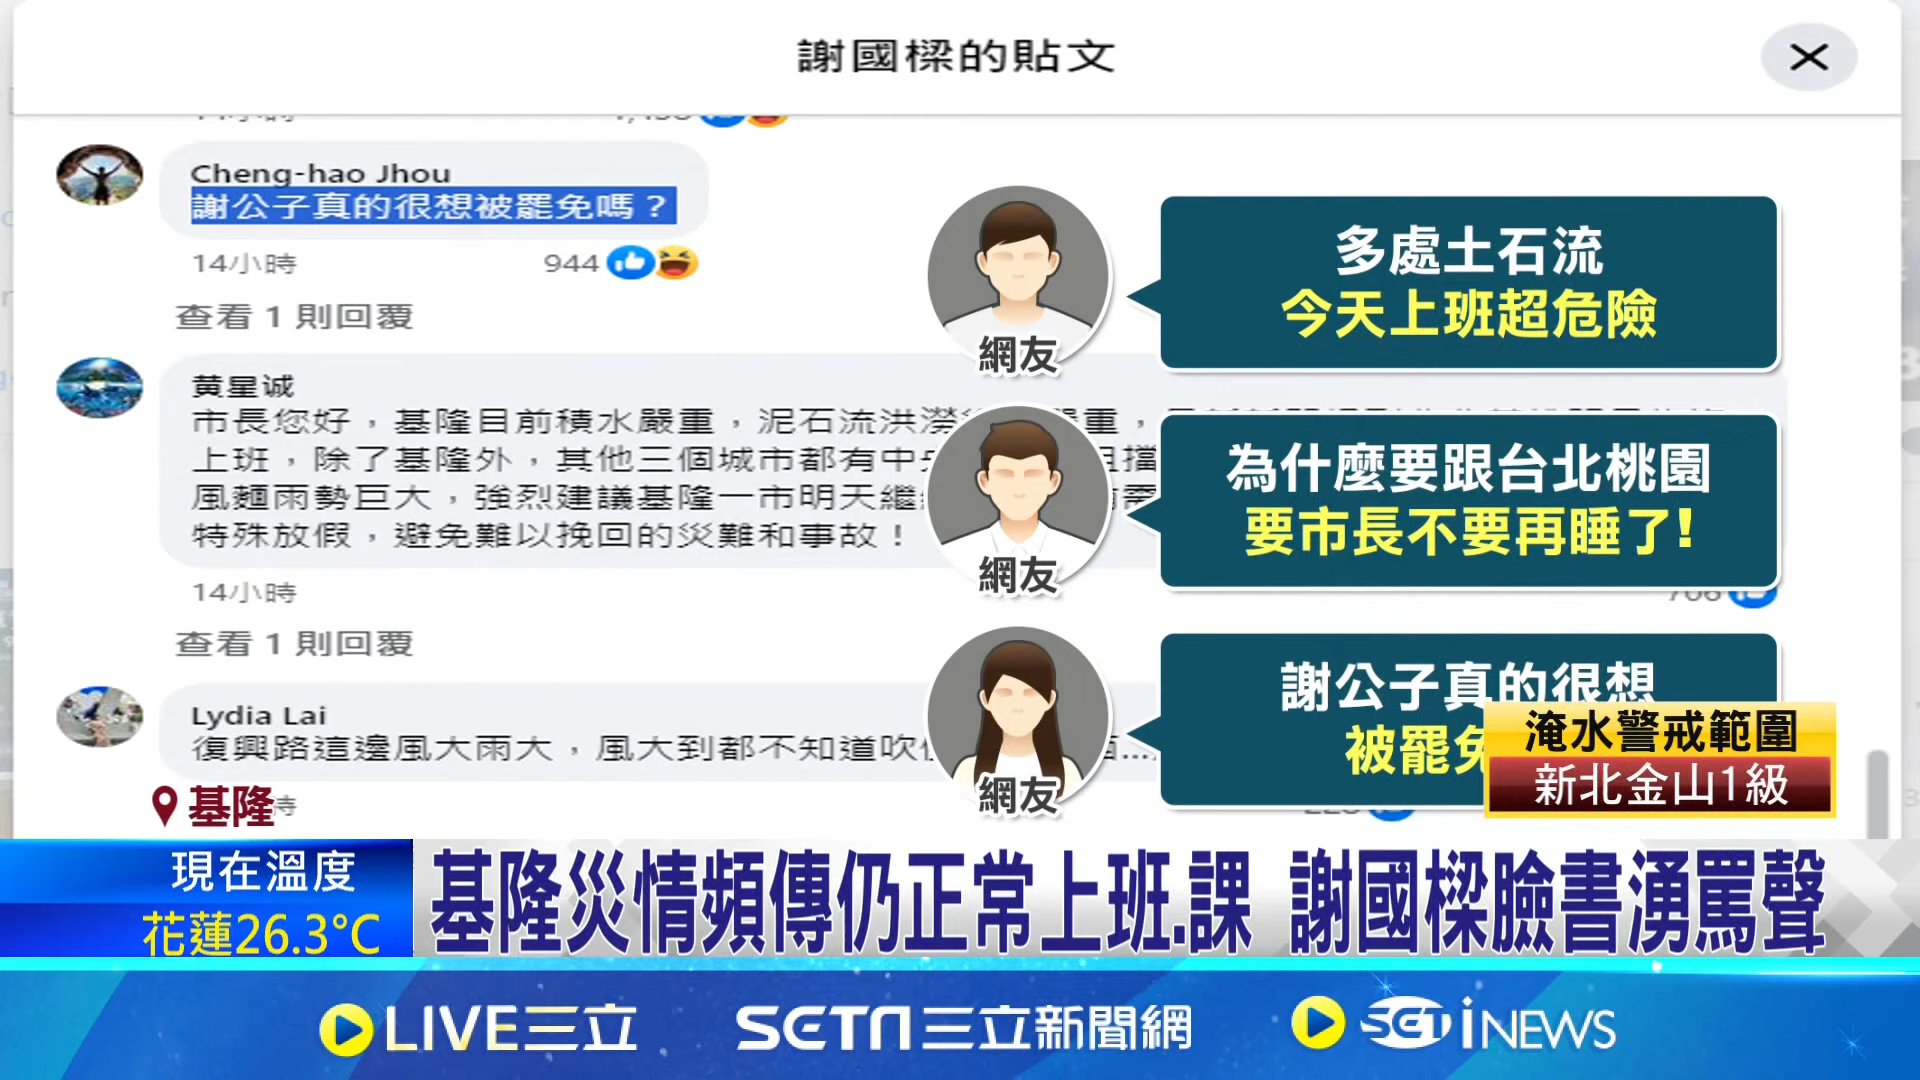 謝國樑的貼文
Cheng-hao Jhou
謝公子真的很想被罷免嗎？
14小時
944
查看 1 則回覆
黄星诚
市長您好，基隆目前積水嚴重，泥石流洪澇
上班，除了基隆外，其他三個城市都有中央
風麵雨勢巨大，強烈建議基隆一市明天繼
特殊放假，避免難以挽回的災難和事故！
14小時
706
查看 1 則回覆
Lydia Lai
復興路這邊風大雨大，風大到都不知道吹
網友
多處土石流
今天上班超危險
網友
為什麼要跟台北桃園
要市長不要再睡了!
網友
謝公子真的很想
被罷免
淹水警戒範圍
新北金山1級
基隆
現在溫度
花蓮26.3°C
基隆災情頻傳仍正常上班.課 謝國樑臉書湧罵聲
LIVE三立
SETN三立新聞網
SET iNEWS